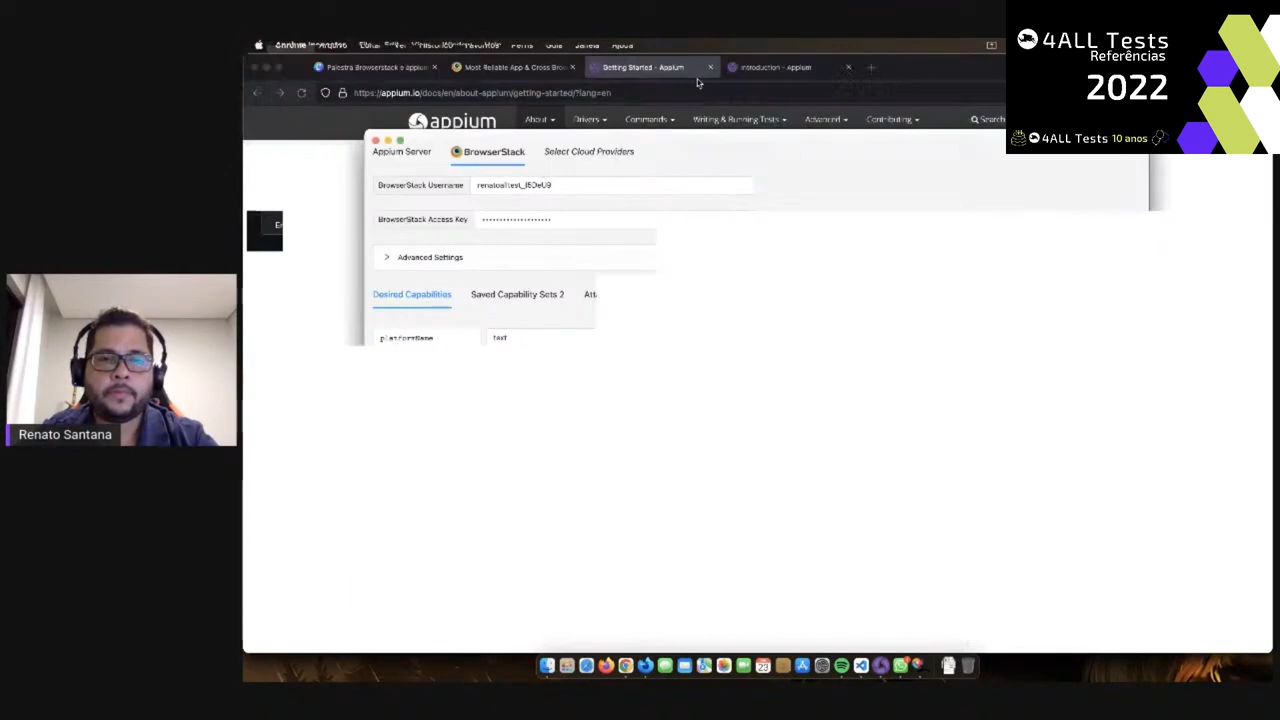 4ALL Tests
Referências
2022
4ALL Tests 10 anos
Palestra Browserstack e appium
Most Reliable App & Cross Brow
Getting Started - Appium
Introduction - Appium
https://appium.io/docs/en/about-appium/getting-started/?lang=en
appium
About
Drivers
Commands
Writing & Running Tests
Advanced
Contributing
Search
Appium Server
BrowserStack
Select Cloud Providers
BrowserStack Username
BrowserStack Access Key
Advanced Settings
Desired Capabilities
Saved Capability Sets 2
platformName
text
Renato Santana
23